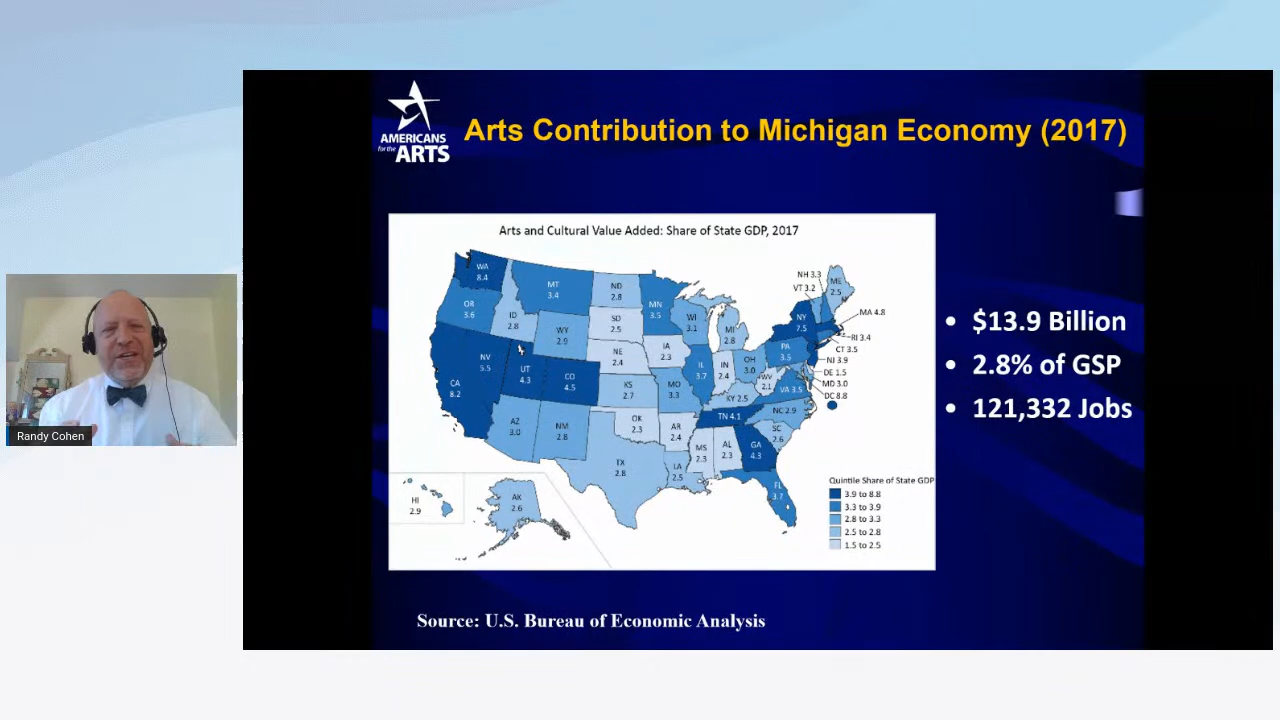 AMERICANS
for the ARTS
Arts Contribution to Michigan Economy (2017)
Arts and Cultural Value Added: Share of State GDP, 2017
WA
8.4
OR
3.6
CA
8.2
NV
5.5
ID
2.8
MT
3.4
WY
2.9
UT
4.3
CO
4.5
AZ
3.0
NM
2.8
ND
2.8
SD
2.5
NE
2.4
KS
2.7
OK
2.3
TX
2.8
MN
3.5
IA
2.3
MO
3.3
AR
2.4
LA
2.5
WI
3.1
IL
3.7
MI
2.8
IN
2.4
OH
3.0
KY 2.5
TN 4.1
MS
2.3
AL
2.3
GA
4.3
FL
3.7
SC
2.6
NC 2.9
VA 3.5
WV
2.1
PA
3.5
NY
7.5
NH 3.3
VT 3.2
ME
2.5
MA 4.8
RI 3.4
CT 3.5
NJ 3.9
DE 1.5
MD 3.0
DC 8.8
HI
2.9
AK
2.6
Quintile Share of State GDP
3.9 to 8.8
3.3 to 3.9
2.8 to 3.3
2.5 to 2.8
1.5 to 2.5
• $13.9 Billion
• 2.8% of GSP
• 121,332 Jobs
Randy Cohen
Source: U.S. Bureau of Economic Analysis